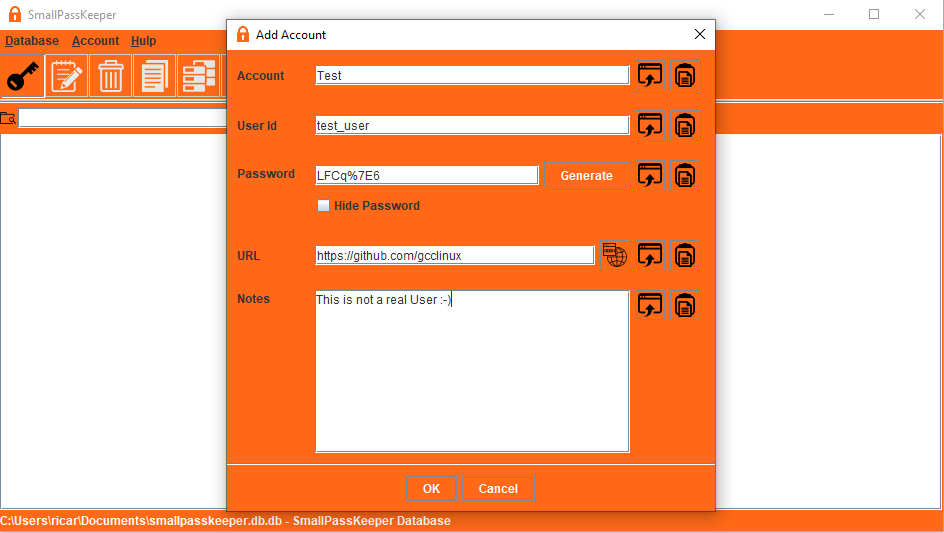 SmallPassKeeper
Database Account Hulp
Add Account
Account Test
User Id test_user
Password LFCq%7E6 Generate
Hide Password
URL https://github.com/gcclinux
Notes This is not a real User :-)
OK Cancel
C:\Users\ricar\Documents\smallpasskeeper.db.db - SmallPassKeeper Database